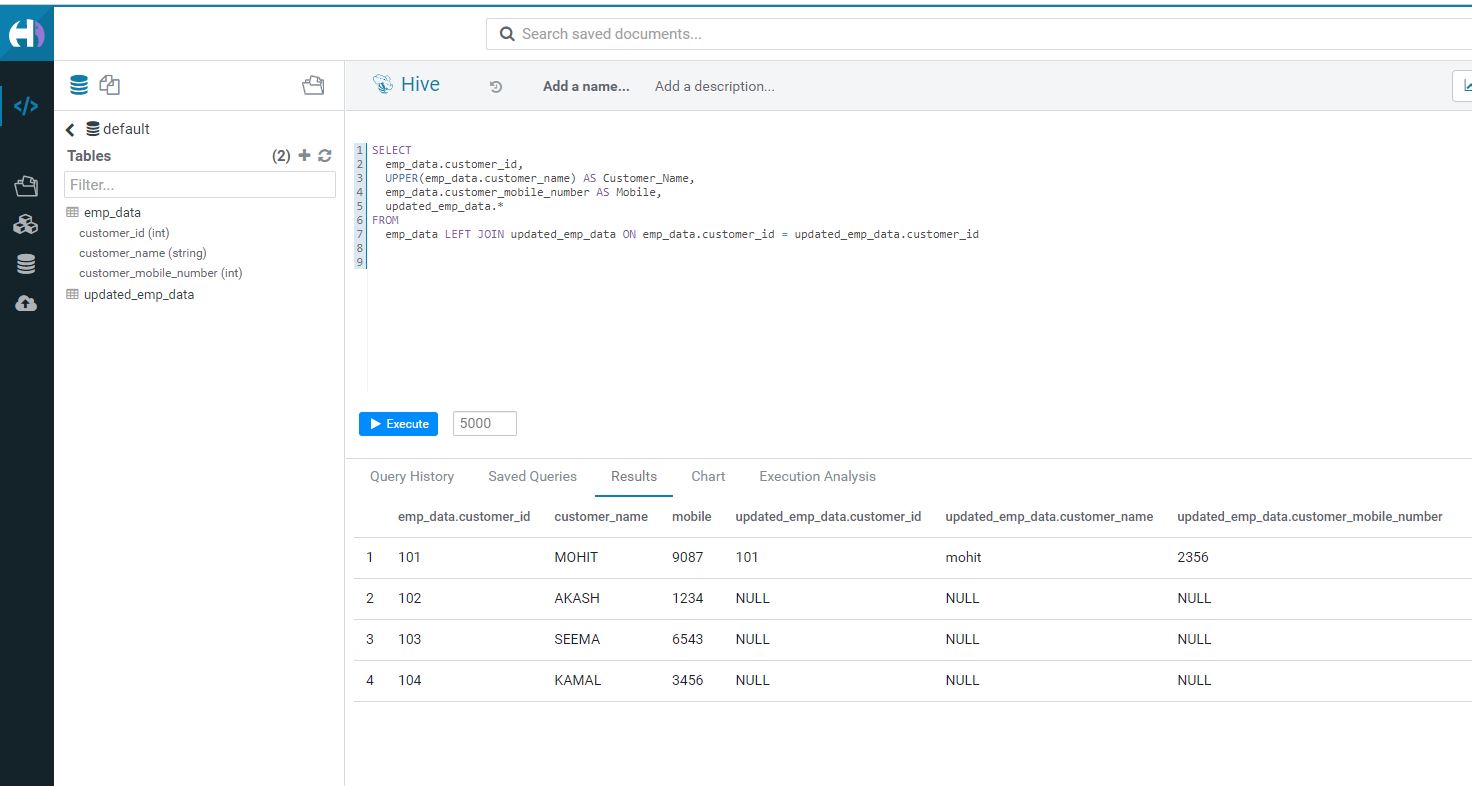 Search saved documents...
Hive
Add a name...
Add a description...
default
Tables
(2)
Filter...
emp_data
customer_id (int)
customer_name (string)
customer_mobile_number (int)
updated_emp_data
1 SELECT
2 emp_data.customer_id,
3 UPPER(emp_data.customer_name) AS Customer_Name,
4 emp_data.customer_mobile_number AS Mobile,
5 updated_emp_data.*
6 FROM
7 emp_data LEFT JOIN updated_emp_data ON emp_data.customer_id = updated_emp_data.customer_id
8
9
Execute
5000
Query History Saved Queries Results Chart Execution Analysis
emp_data.customer_id customer_name mobile updated_emp_data.customer_id updated_emp_data.customer_name updated_emp_data.customer_mobile_number
1 101 MOHIT 9087 101 mohit 2356
2 102 AKASH 1234 NULL NULL NULL
3 103 SEEMA 6543 NULL NULL NULL
4 104 KAMAL 3456 NULL NULL NULL